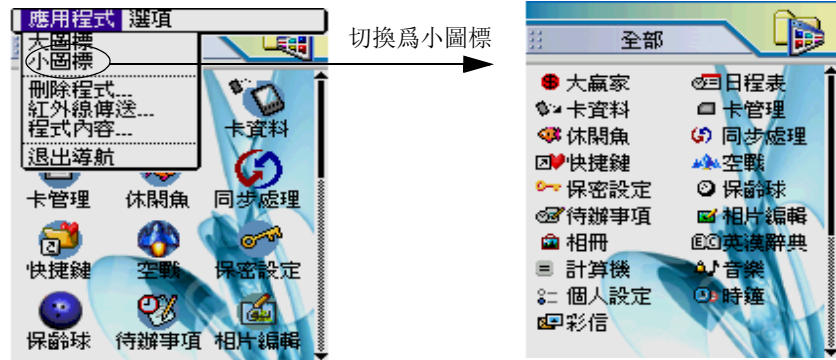 應用程式 選項
大圖標
小圖標
刪除程式...
紅外線傳送...
程式內容...
退出導航
卡資料
卡管理 休閒魚 同步處理
快捷鍵 空戰 保密設定
保齡球 待辦事項 相片編輯
切換爲小圖標
全部
大贏家 日程表
卡資料 卡管理
休閒魚 同步處理
快捷鍵 空戰
保密設定 保齡球
待辦事項 相片編輯
相冊 英漢辭典
計算機 音樂
個人設定 時鐘
彩信